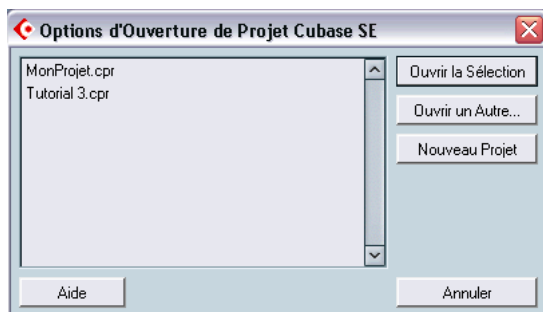 Options d'Ouverture de Projet Cubase SE
MonProjet.cpr
Tutorial 3.cpr
Ouvrir la Sélection
Ouvrir un Autre...
Nouveau Projet
Aide
Annuler